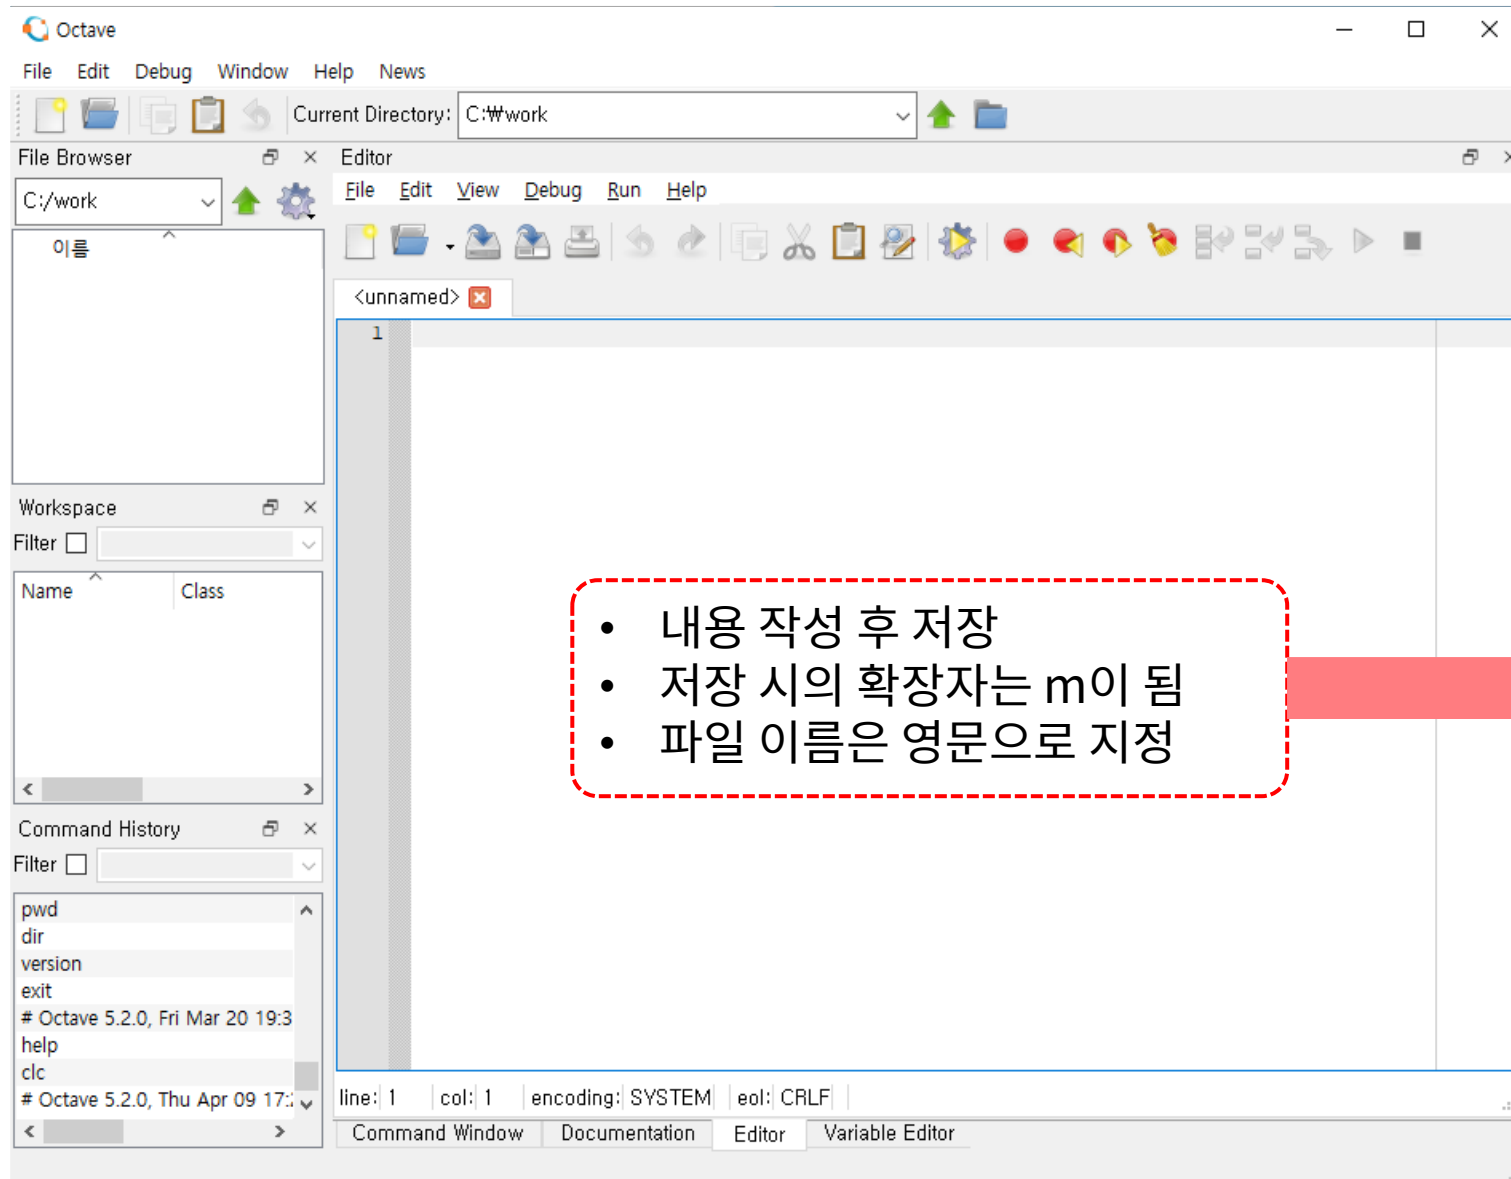 Octave
File Edit Debug Window Help News
Current Directory: C:₩work
File Browser
C:/work
이름
Editor
File Edit View Debug Run Help
<unnamed>
1
Workspace
Filter
Name Class
• 내용 작성 후 저장
• 저장 시의 확장자는 m이 됨
• 파일 이름은 영문으로 지정
Command History
Filter
pwd
dir
version
exit
# Octave 5.2.0, Fri Mar 20 19:3
help
clc
# Octave 5.2.0, Thu Apr 09 17:
line: 1 col: 1 encoding: SYSTEM eol: CRLF
Command Window Documentation Editor Variable Editor